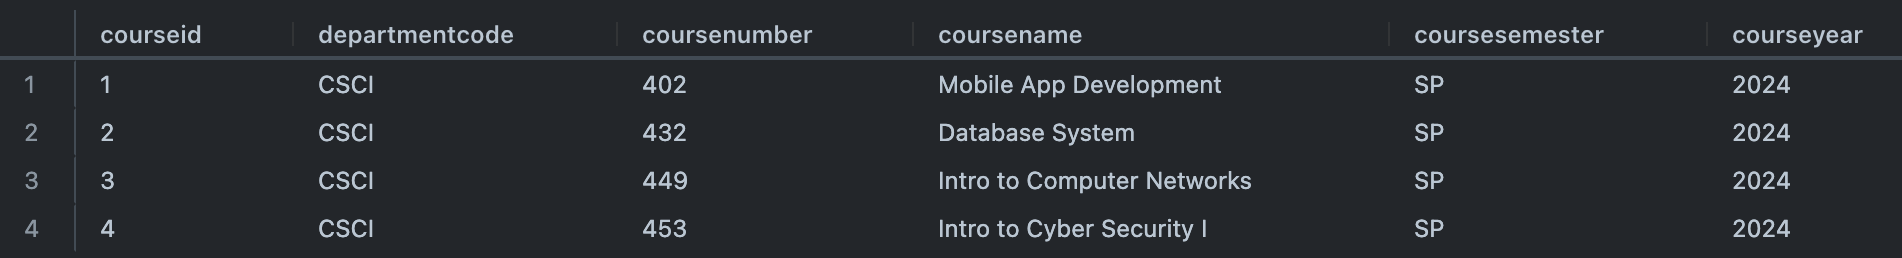 courseid departmentcode coursenumber coursename coursesemester courseyear
1 1 CSCI 402 Mobile App Development SP 2024
2 2 CSCI 432 Database System SP 2024
3 3 CSCI 449 Intro to Computer Networks SP 2024
4 4 CSCI 453 Intro to Cyber Security I SP 2024